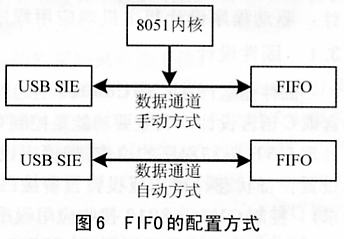 8051内核
USB SIE
FIFO
数据通道
手动方式
USB SIE
FIFO
数据通道
自动方式
图6 FIFO的配置方式